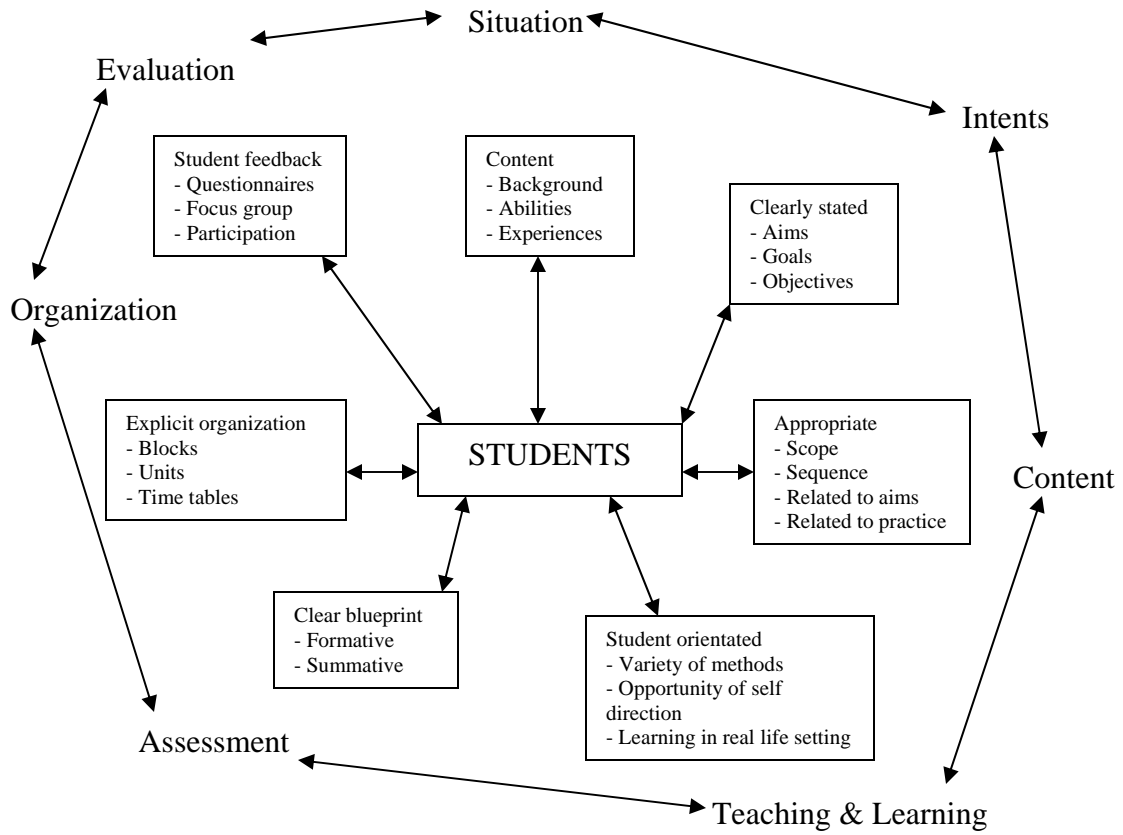 Situation
Evaluation
Intents
Student feedback
- Questionnaires
- Focus group
- Participation
Content
- Background
- Abilities
- Experiences
Clearly stated
- Aims
- Goals
- Objectives
Organization
Explicit organization
- Blocks
- Units
- Time tables
STUDENTS
Appropriate
- Scope
- Sequence
- Related to aims
- Related to practice
Content
Clear blueprint
- Formative
- Summative
Student orientated
- Variety of methods
- Opportunity of self
direction
- Learning in real life setting
Assessment
Teaching & Learning